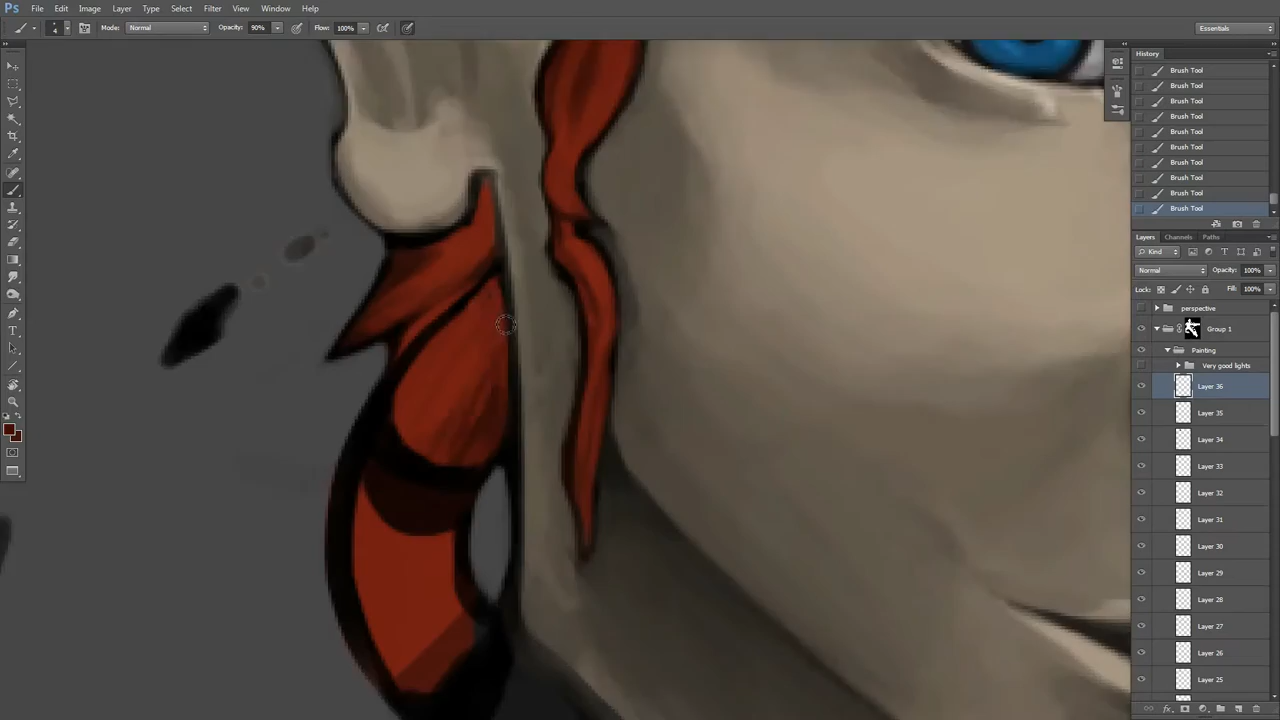 Ps File Edit Image Layer Type Select Filter View Window Help
4 Mode: Normal Opacity: 90% Flow: 100% Essentials
History
Brush Tool
Brush Tool
Brush Tool
Brush Tool
Brush Tool
Brush Tool
Brush Tool
Brush Tool
Brush Tool
Brush Tool
Layers Channels Paths
Kind
Normal Opacity: 100%
Lock: Fill: 100%
perspective
Group 1
Painting
Very good lights
Layer 36
Layer 35
Layer 34
Layer 33
Layer 32
Layer 31
Layer 30
Layer 29
Layer 28
Layer 27
Layer 26
Layer 25
fx